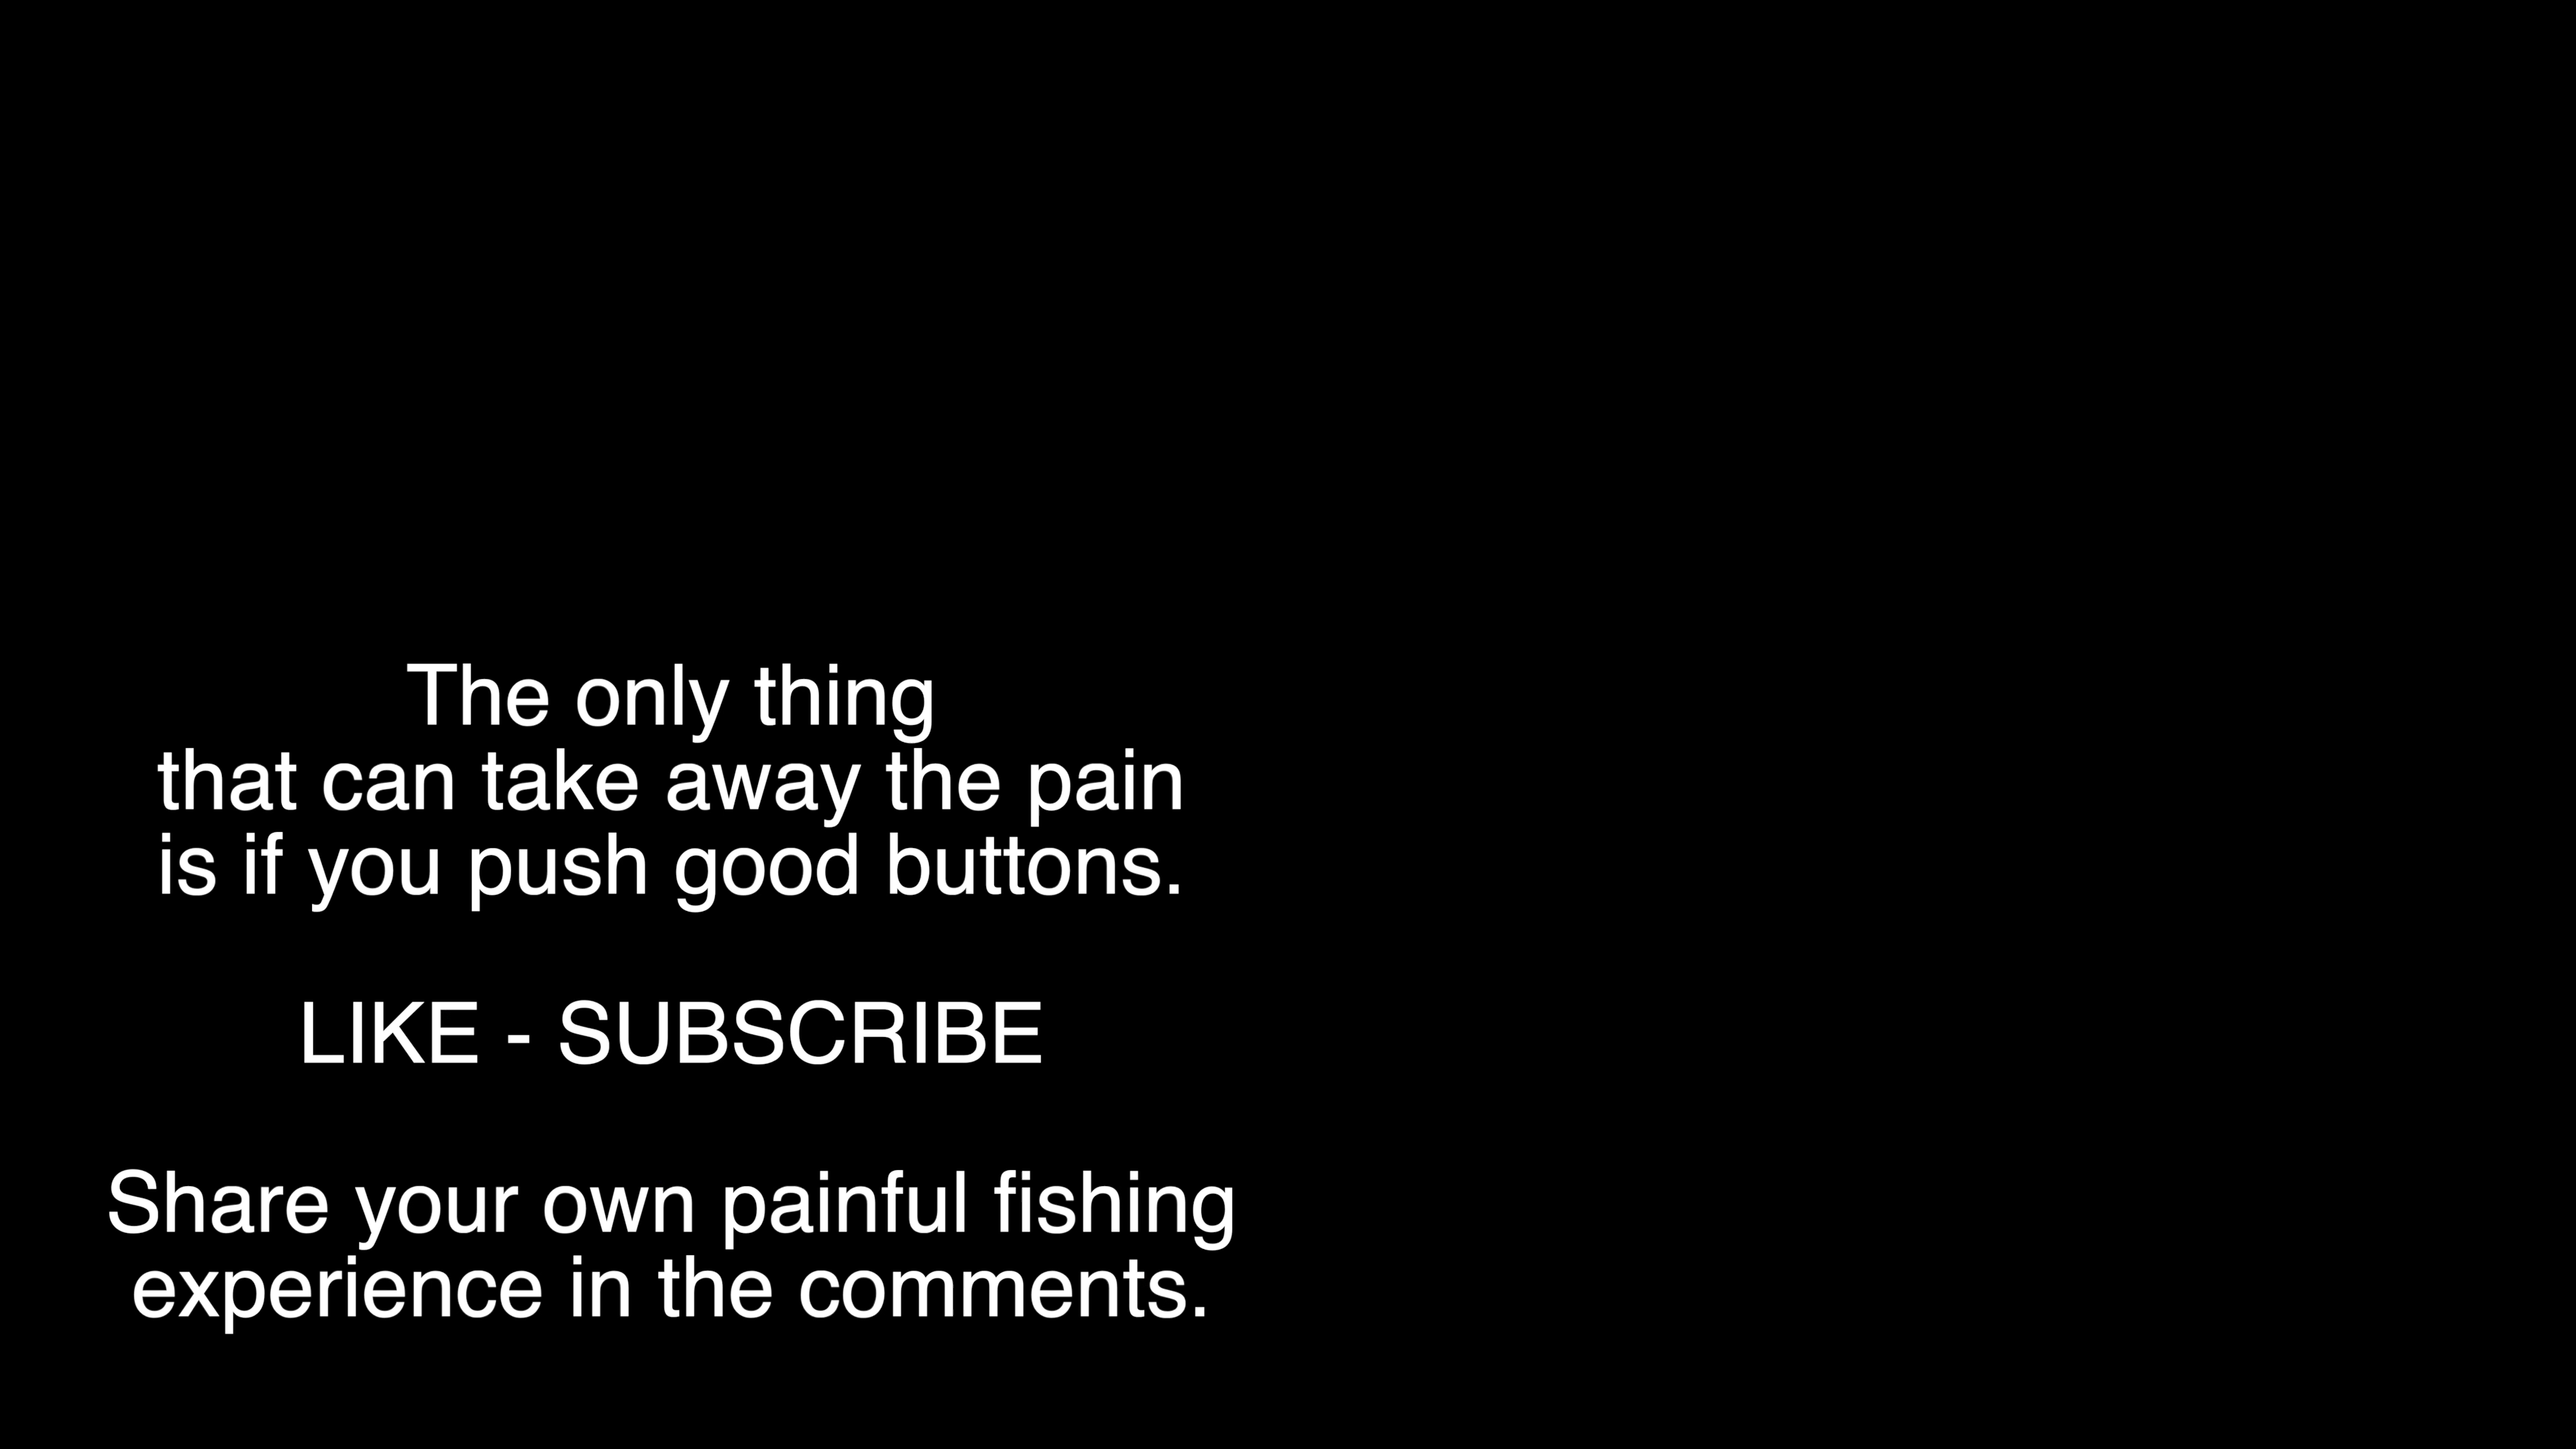 The only thing
that can take away the pain
is if you push good buttons.
LIKE - SUBSCRIBE
Share your own painful fishing
experience in the comments.